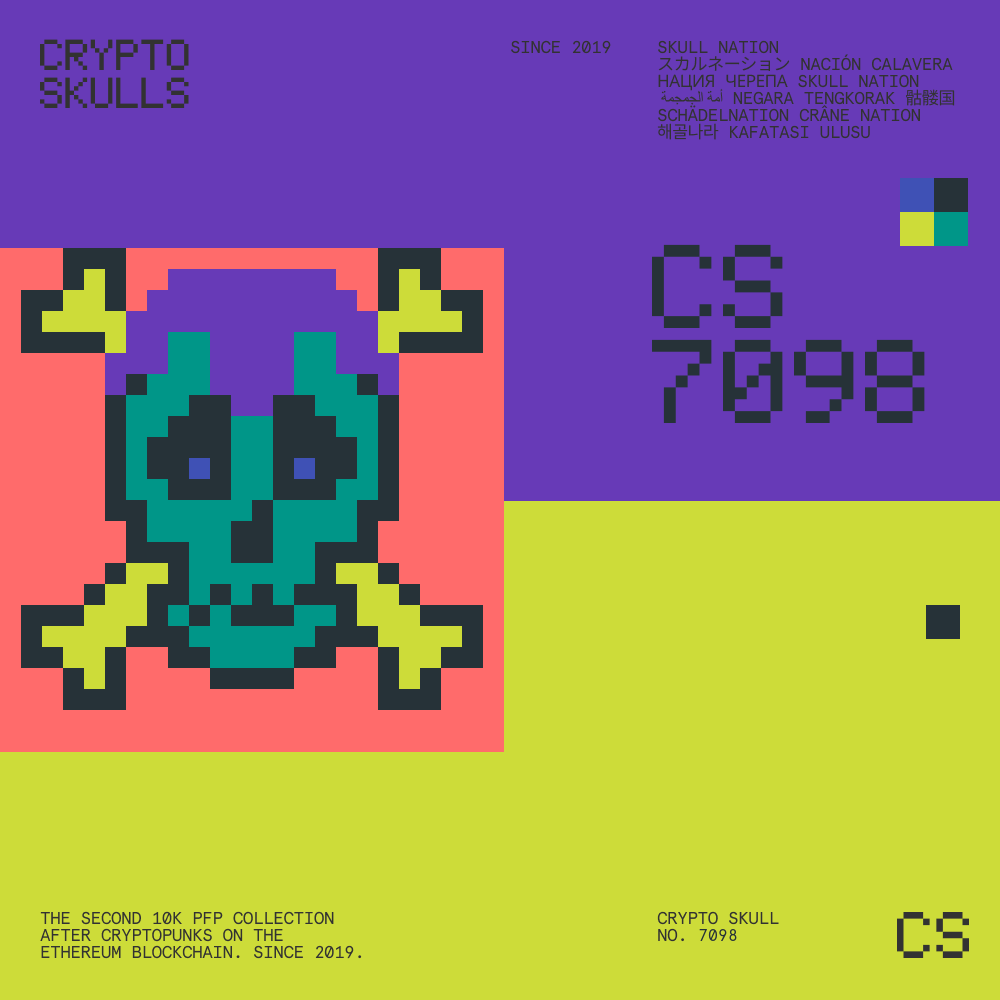 CRYPTO
SKULLS
SINCE 2019
SKULL NATION
スカルネーション NACIÓN CALAVERA
НАЦИЯ ЧЕРЕПА SKULL NATION
أمة الجمجمة NEGARA TENGKORAK 骷髅国
SCHÄDELNATION CRÂNE NATION
해골나라 KAFATASI ULUSU
CS
7098
THE SECOND 10K PFP COLLECTION
AFTER CRYPTOPUNKS ON THE
ETHEREUM BLOCKCHAIN. SINCE 2019.
CRYPTO SKULL
NO. 7098
CS